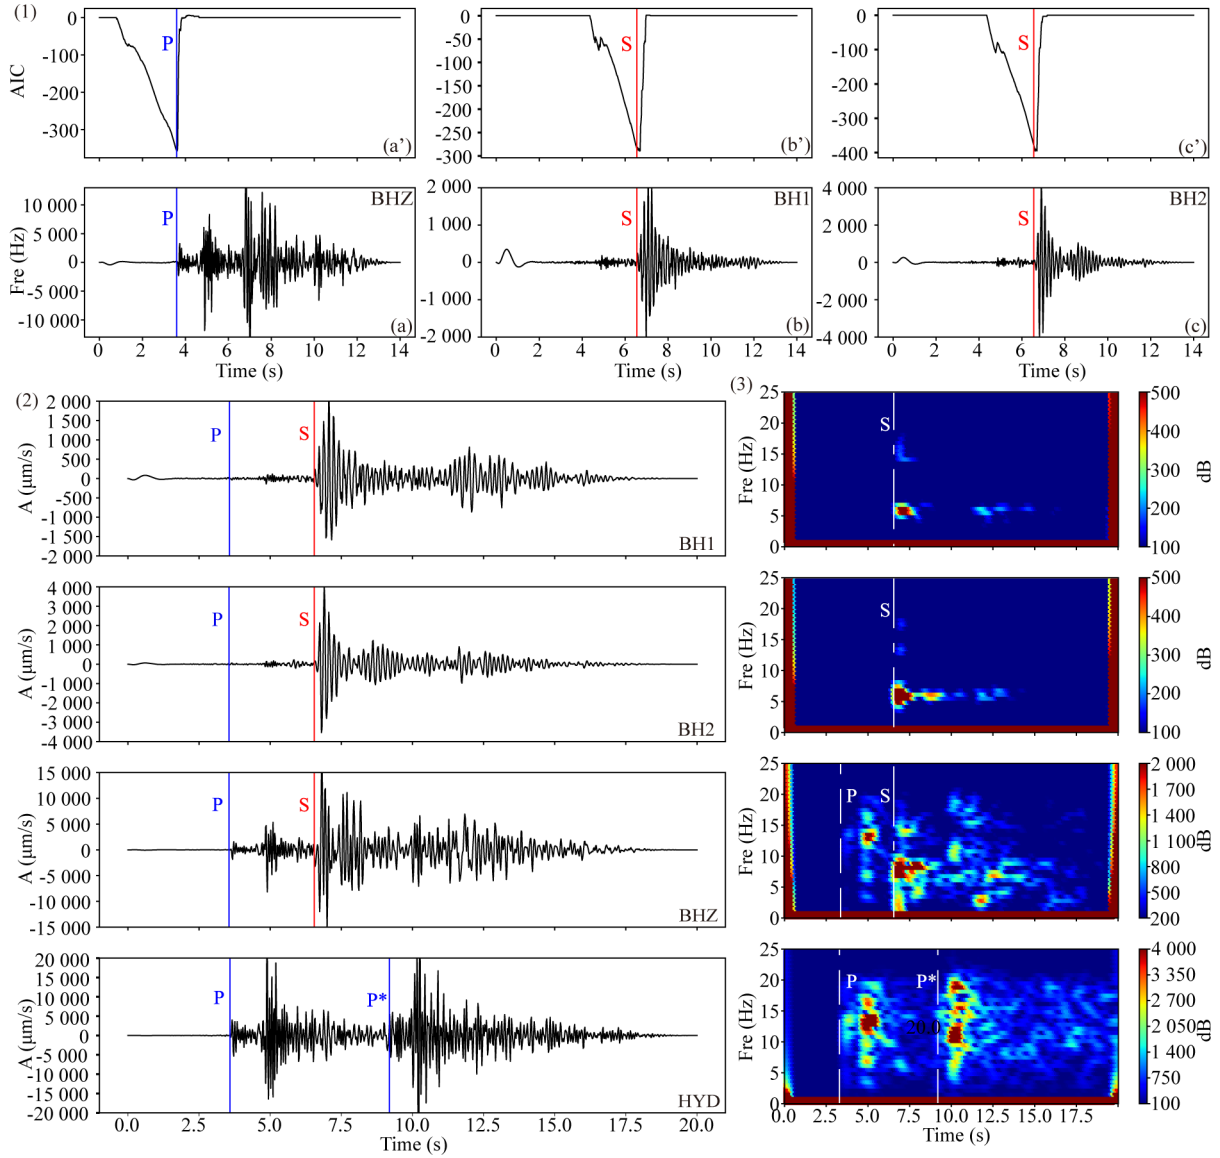 (1)
0
-100
-200
-300
AIC
P
(a’)
0
-50
-100
-150
-200
-250
-300
S
(b’)
0
-100
-200
-300
-400
S
(c’)
10 000
5 000
0
-5 000
-10 000
Fre (Hz)
P
BHZ
(a)
0 2 4 6 8 10 12 14
Time (s)
2 000
1 000
0
-1 000
-2 000
S
BH1
(b)
0 2 4 6 8 10 12 14
Time (s)
4 000
2 000
0
-2 000
-4 000
S
BH2
(c)
0 2 4 6 8 10 12 14
Time (s)
(2)
2 000
1 500
1 000
500
0
-500
-1 000
-1 500
-2 000
A (μm/s)
P
S
BH1
4 000
3 000
2 000
1 000
0
-1 000
-2 000
-3 000
-4 000
A (μm/s)
P
S
BH2
15 000
10 000
5 000
0
-5 000
-10 000
-15 000
A (μm/s)
P
S
BHZ
20 000
15 000
10 000
5 000
0
-5 000
-10 000
-15 000
-20 000
A (μm/s)
P
P*
HYD
0.0 2.5 5.0 7.5 10.0 12.5 15.0 17.5 20.0
Time (s)
(3)
25
20
15
10
5
0
Fre (Hz)
S
500
400
300
200
100
dB
25
20
15
10
5
0
Fre (Hz)
S
500
400
300
200
100
dB
25
20
15
10
5
0
Fre (Hz)
P
S
2 000
1 700
1 400
1 100
800
500
200
dB
25
20
15
10
5
0
Fre (Hz)
P
P*
20.0
4 000
3 350
2 700
2 050
1 400
750
100
dB
0.0 2.5 5.0 7.5 10.0 12.5 15.0 17.5
Time (s)